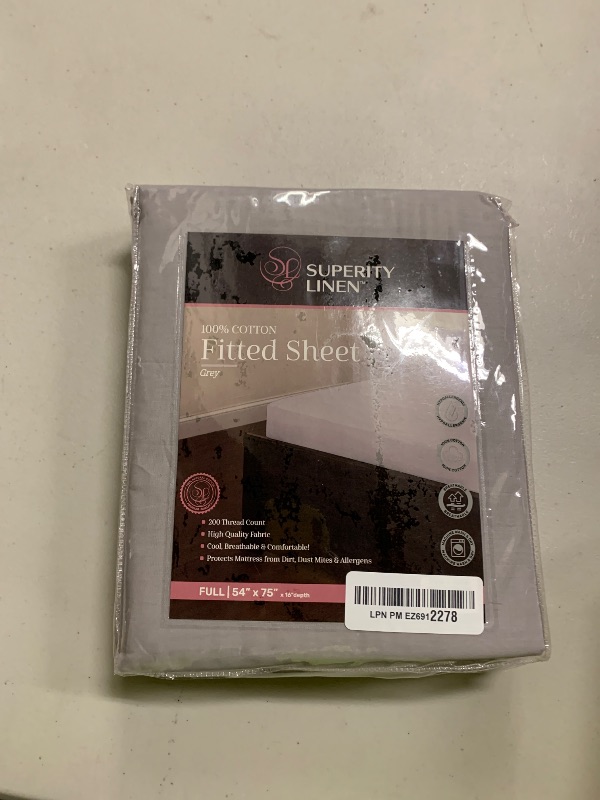 SUPERITY
LINEN™
100% COTTON
Fitted Sheet
Grey
200 Thread Count
High Quality Fabric
Cool, Breathable & Comfortable!
Protects Mattress from Dirt, Dust Mites & Allergens
FULL | 54" x 75" x 16" depth
LPN PM EZ6912278